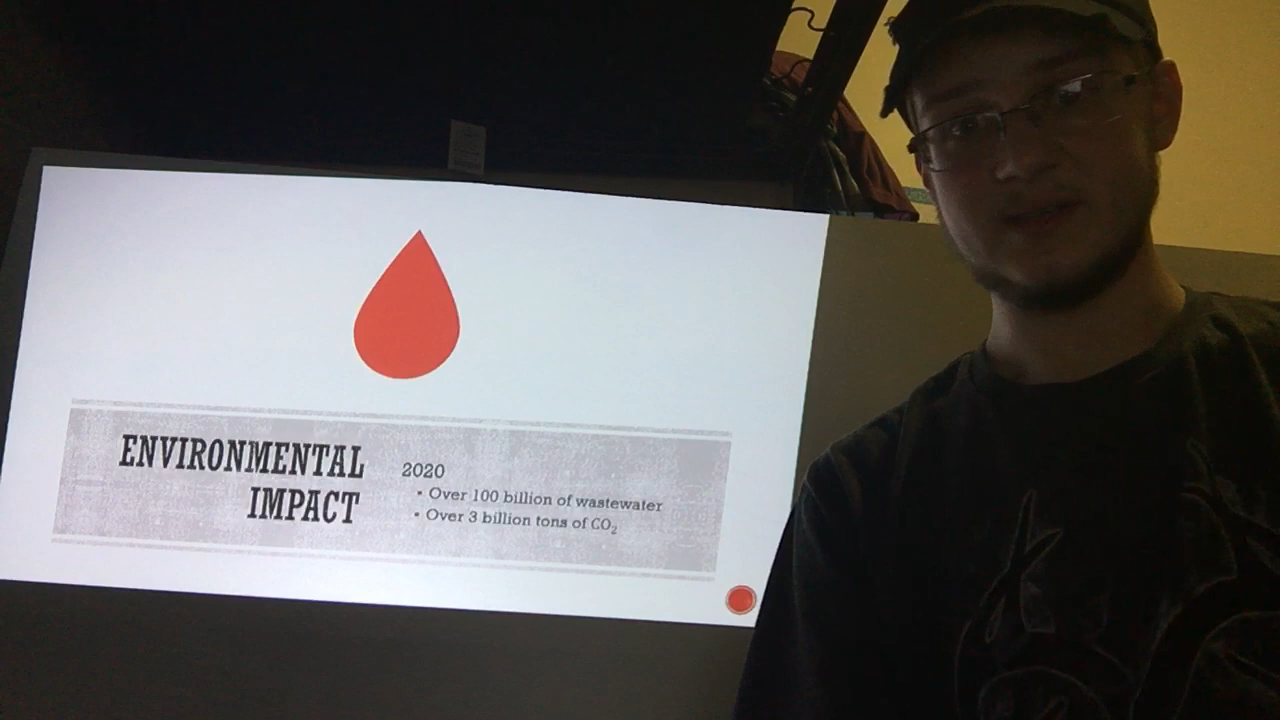 ENVIRONMENTAL
IMPACT
2020
• Over 100 billion of wastewater
• Over 3 billion tons of CO₂